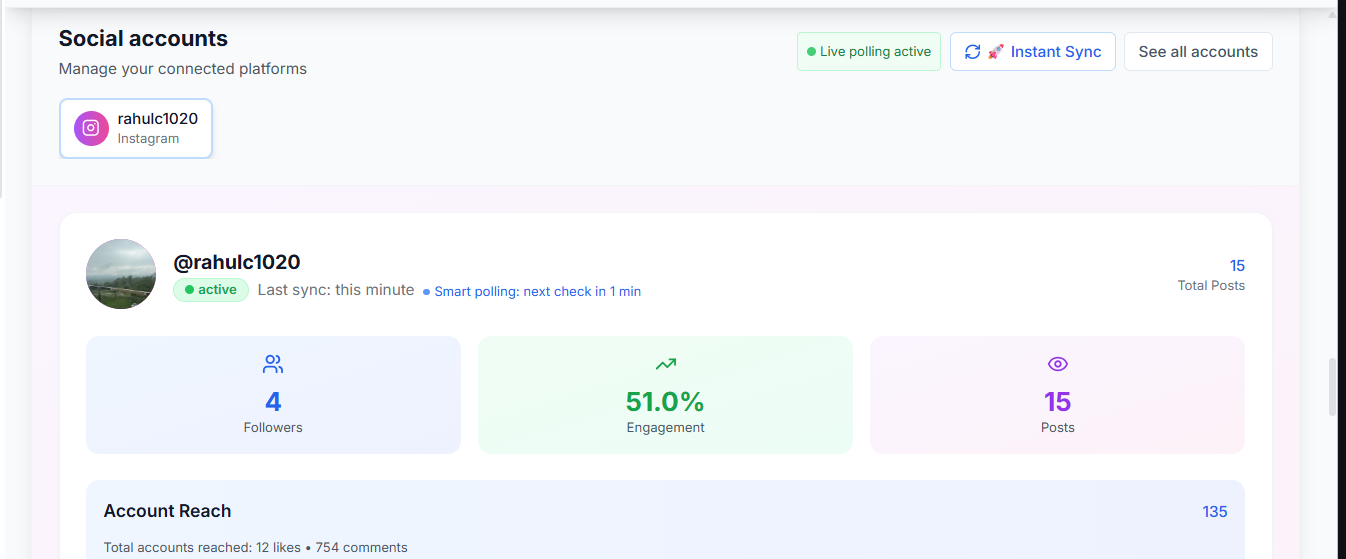 Social accounts
Manage your connected platforms
Live polling active
🚀 Instant Sync
See all accounts
rahulc1020
Instagram
@rahulc1020
active Last sync: this minute Smart polling: next check in 1 min
15
Total Posts
4
Followers
51.0%
Engagement
15
Posts
Account Reach
135
Total accounts reached: 12 likes • 754 comments